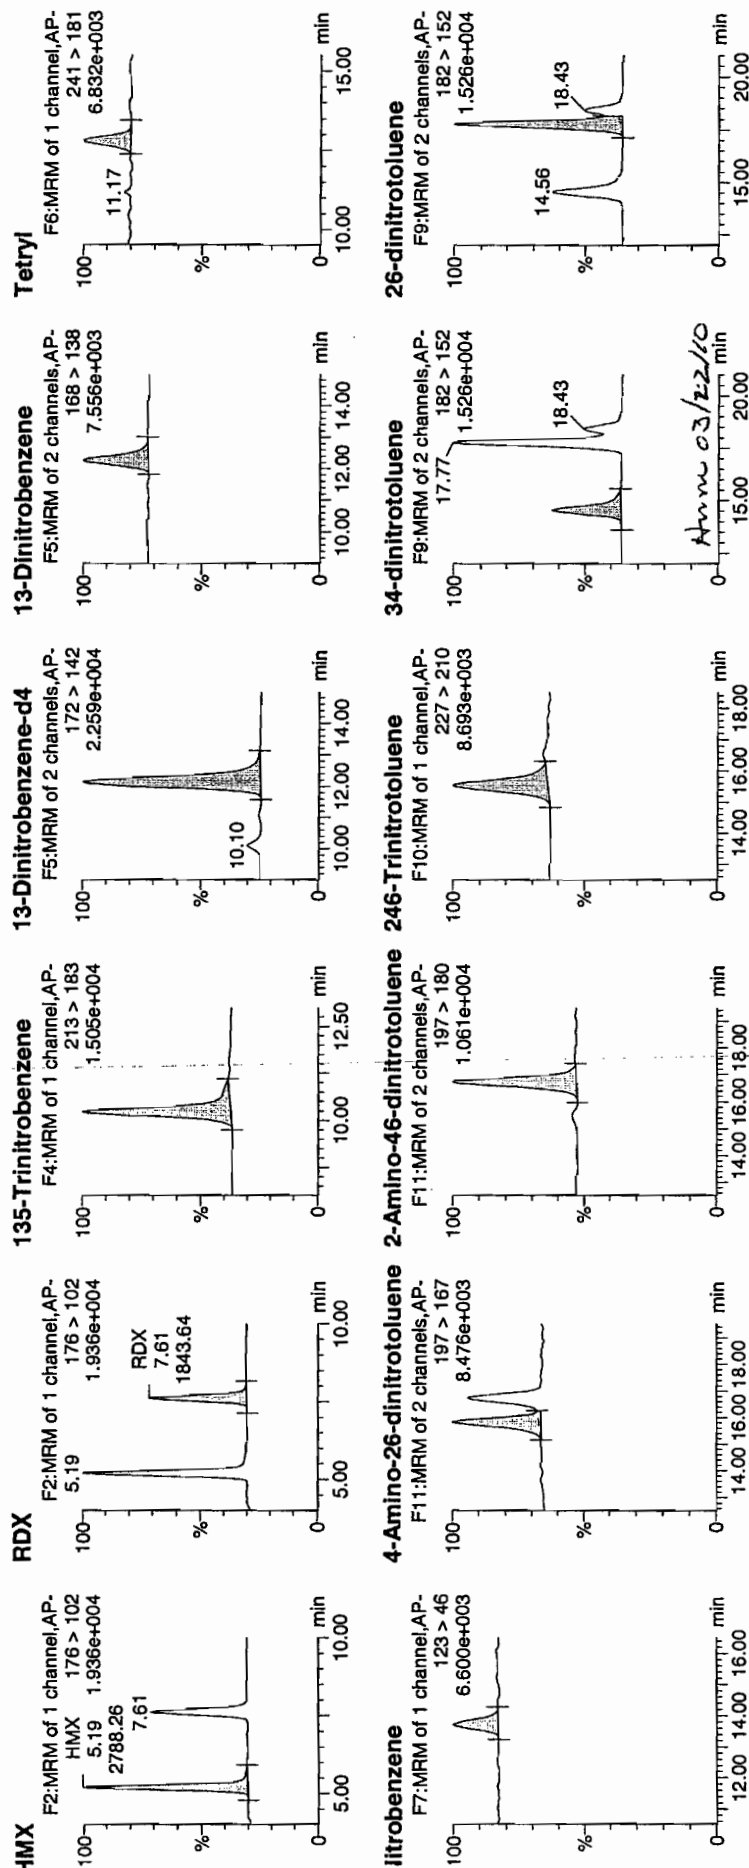 HMX
F2:MRM of 1 channel,AP-
176 > 102
1.936e+004
100
HMX
5.19
2788.26
7.61
%
0
min
5.00
10.00
RDX
F2:MRM of 1 channel,AP-
176 > 102
1.936e+004
100
5.19
RDX
7.61
1843.64
%
0
min
5.00
10.00
135-Trinitrobenzene
F4:MRM of 1 channel,AP-
213 > 183
1.505e+004
100
%
0
min
10.00
12.50
13-Dinitrobenzene-d4
F5:MRM of 2 channels,AP-
172 > 142
2.259e+004
100
10.10
%
0
min
10.00
12.00
14.00
13-Dinitrobenzene
F5:MRM of 2 channels,AP-
168 > 138
7.556e+003
100
%
0
min
10.00
12.00
14.00
Tetryl
F6:MRM of 1 channel,AP-
241 > 181
6.832e+003
100
11.17
%
0
min
10.00
15.00
litrobenzene
F7:MRM of 1 channel,AP-
123 > 46
6.600e+003
100
%
0
min
12.00
14.00
16.00
4-Amino-26-dinitrotoluene
F11:MRM of 2 channels,AP-
197 > 167
8.476e+003
100
%
0
min
14.00
16.00
18.00
2-Amino-46-dinitrotoluene
F11:MRM of 2 channels,AP-
197 > 180
1.061e+004
100
%
0
min
14.00
16.00
18.00
246-Trinitrotoluene
F10:MRM of 1 channel,AP-
227 > 210
8.693e+003
100
%
0
min
14.00
16.00
18.00
34-dinitrotoluene
F9:MRM of 2 channels,AP-
182 > 152
1.526e+004
100
17.77
18.43
%
0
min
15.00
20.00
03/22/10
26-dinitrotoluene
F9:MRM of 2 channels,AP-
182 > 152
1.526e+004
100
14.56
18.43
%
0
min
15.00
20.00